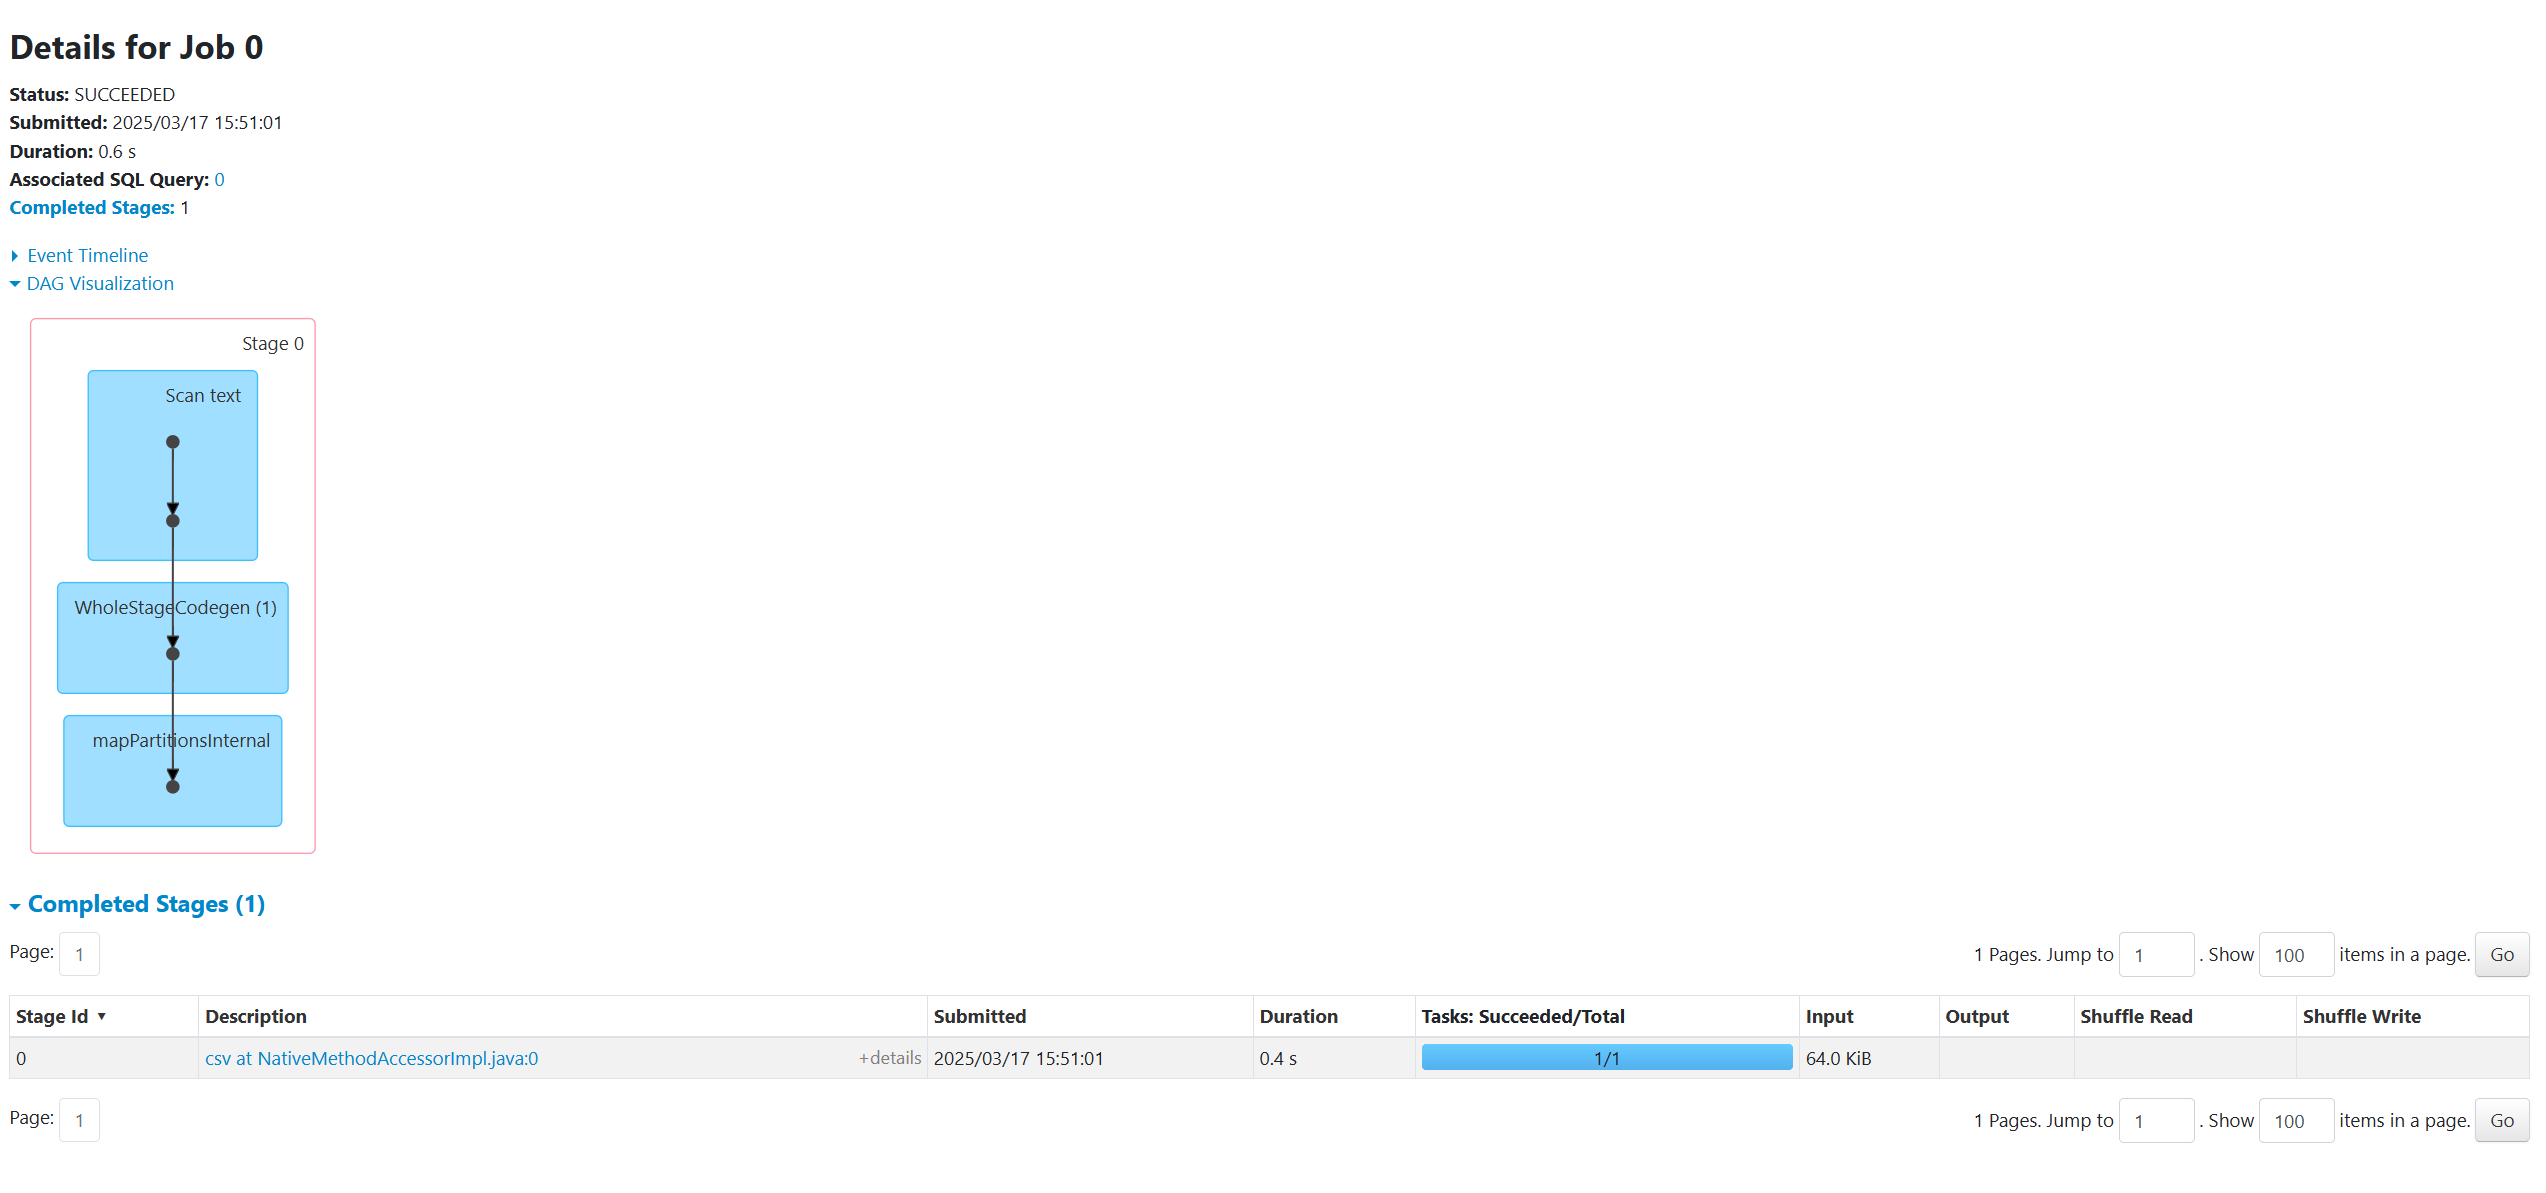 Details for Job 0
Status: SUCCEEDED
Submitted: 2025/03/17 15:51:01
Duration: 0.6 s
Associated SQL Query: 0
Completed Stages: 1
Event Timeline
DAG Visualization
Stage 0
Scan text
WholeStageCodegen (1)
mapPartitionsInternal
Completed Stages (1)
Page: 1 1 Pages. Jump to 1 . Show 100 items in a page. Go
Stage Id ▾ Description Submitted Duration Tasks: Succeeded/Total Input Output Shuffle Read Shuffle Write
0 csv at NativeMethodAccessorImpl.java:0 +details 2025/03/17 15:51:01 0.4 s 1/1 64.0 KiB
Page: 1 1 Pages. Jump to 1 . Show 100 items in a page. Go